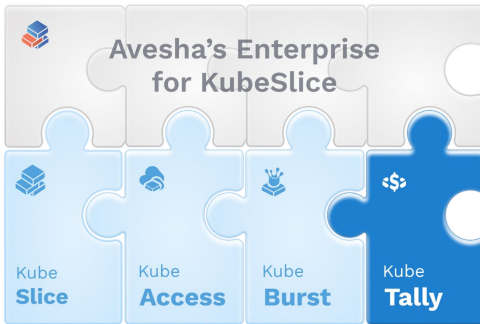 Avesha’s Enterprise
for KubeSlice
Kube
Slice
Kube
Access
Kube
Burst
Kube
Tally